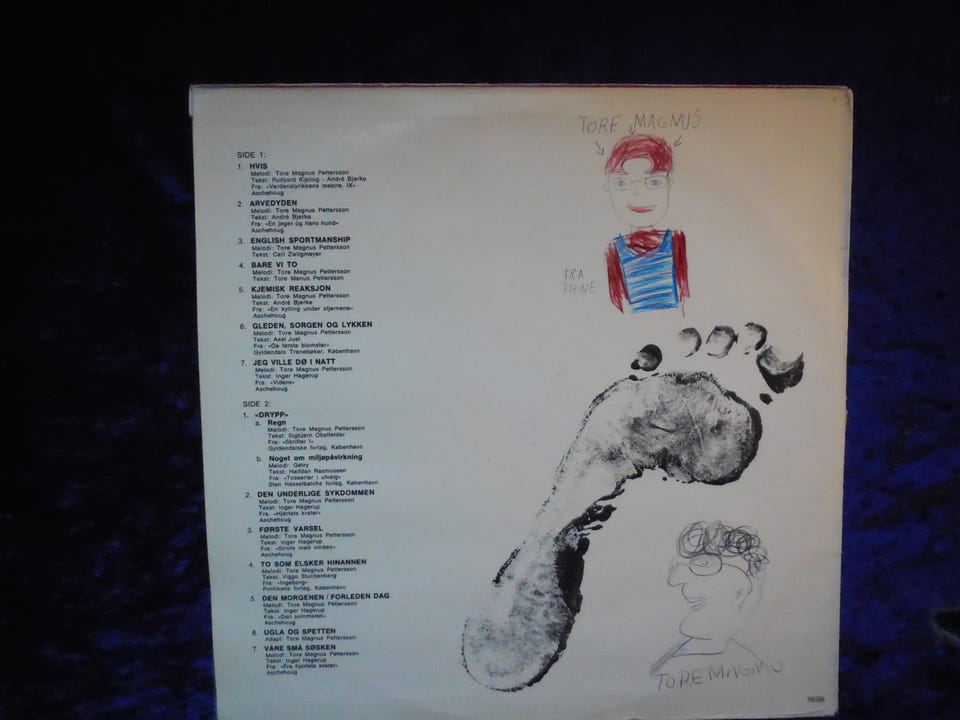 SIDE 1:
1. HVIS
Melodi: Tore Magnus Pettersson
Tekst: Rudyard Kipling - André Bjerke
Fra: «Verdenslyrikkens mestre, IX»
Aschehoug
2. ARVEDYDEN
Melodi: Tore Magnus Pettersson
Tekst: André Bjerke
Fra: «En jeger og hans hund»
Aschehoug
3. ENGLISH SPORTMANSHIP
Melodi: Tore Magnus Pettersson
Tekst: Carl Zwilgmeyer
4. BARE VI TO
Melodi: Tore Magnus Pettersson
Tekst: Tore Manus Pettersson
5. KJEMISK REAKSJON
Melodi: Tore Magnus Pettersson
Tekst: André Bjerke
Fra: «En kylling under stjernene»
Aschehoug
6. GLEDEN, SORGEN OG LYKKEN
Melodi: Tore Magnus Pettersson
Tekst: Axel Juel
Fra: «De første blomster»
Gyldendals Tranebøker, København
7. JEG VILLE DØ I NATT
Melodi: Tore Magnus Pettersson
Tekst: Inger Hagerup
Fra: «Videre»
Aschehoug
SIDE 2:
1. «DRYPP»
a. Regn
Melodi: Tore Magnus Pettersson
Tekst: Sigbjørn Obstfelder
Fra: «Skrifter I»
Gyldendalske forlag, København
b. Noget om miljøpåvirkning
Melodi: Getry
Tekst: Halfdan Rasmussen
Fra: «Tosserier i utvalg»
Sten Hasselbalchs forlag, København
2. DEN UNDERLIGE SYKDOMMEN
Melodi: Tore Magnus Pettersson
Tekst: Inger Hagerup
Fra: «Hjertets krater»
Aschehoug
3. FØRSTE VARSEL
Melodi: Tore Magnus Pettersson
Tekst: Inger Hagerup
Fra: «Strofe med vinden»
Aschehoug
4. TO SOM ELSKER HINANNEN
Melodi: Tore Magnus Pettersson
Tekst: Viggo Stuckenberg
Fra: «Ingeborg»
Politikens forlag, København
5. DEN MORGENEN / FORLEDEN DAG
Melodi: Tore Magnus Pettersson
Tekst: Inger Hagerup
Fra: «Den sommeren»
Aschehoug
6. UGLA OG SPETTEN
Adapt: Tore Magnus Pettersson
7. VÅRE SMÅ SØSKEN
Melodi: Tore Magnus Pettersson
Tekst: Inger Hagerup
Fra: «Fra hjertets krater»
Aschehoug
TORE MAGNUS
FRA
TRINE
TORE MAGNUS